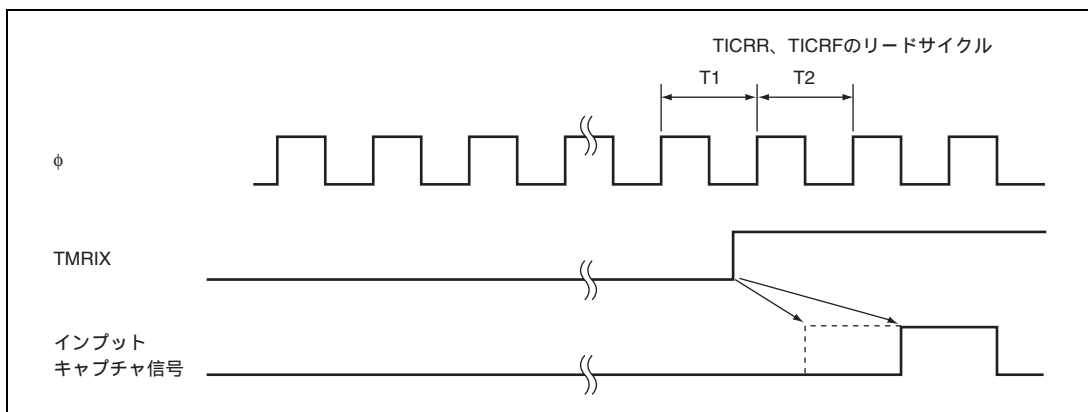 TICRR、TICRFのリードサイクル
T1
T2
φ
TMRIX
インプット
キャプチャ信号